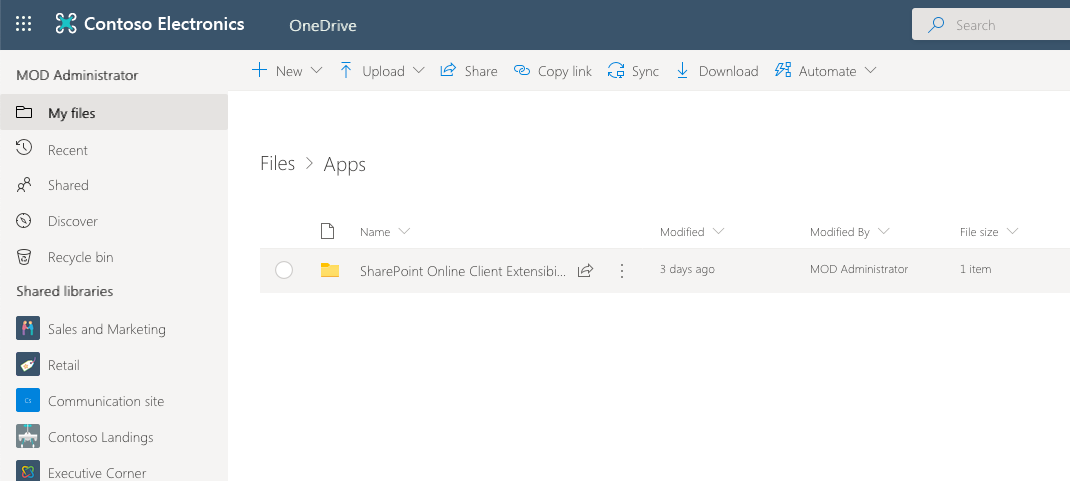 Contoso Electronics OneDrive Search
MOD Administrator
New Upload Share Copy link Sync Download Automate
My files
Recent
Shared
Discover
Recycle bin
Shared libraries
Sales and Marketing
Retail
Cs Communication site
Contoso Landings
Executive Corner
Files > Apps
Name Modified Modified By File size
SharePoint Online Client Extensibi... 3 days ago MOD Administrator 1 item